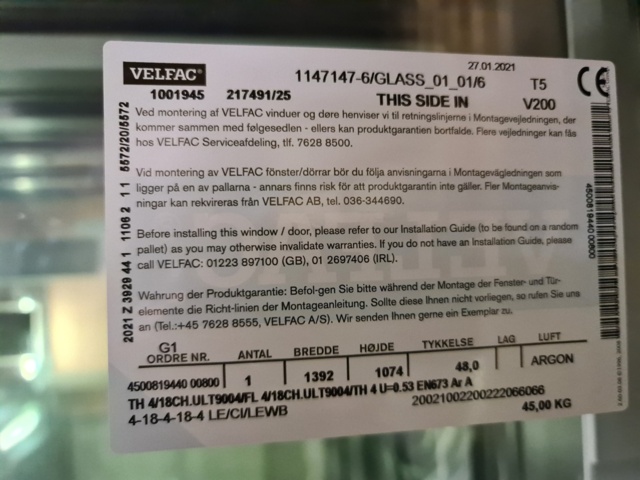 27.01.2021
VELFAC®
1147147-6/GLASS_01_01/6
T5
CE
1001945 217491/25
THIS SIDE IN
V200
Ved montering af VELFAC vinduer og døre henviser vi til retningslinjerne i Montagevejledningen, der
kommer sammen med følgesedlen - ellers kan produktgarantien bortfalde. Flere vejledninger kan fås
hos VELFAC Serviceafdeling, tlf. 7628 8500.
Vid montering av VELFAC fönster/dörrar bör du följa anvisningarna i Montagevägledningen som
ligger på en av pallarna - annars finns risk för att produktgarantin inte gäller. Fler Montageanvis-
ningar kan rekvireras från VELFAC AB, tel. 036-344690.
Before installing this window / door, please refer to our Installation Guide (to be found on a random
pallet) as you may otherwise invalidate warranties. If you do not have an Installation Guide, please
call VELFAC: 01223 897100 (GB), 01 2697406 (IRL).
Wahrung der Produktgarantie: Befol-gen Sie bitte während der Montage der Fenster- und Tür-
elemente die Richt-linien der Montageanleitung. Sollte diese Ihnen nicht vorliegen, so rufen Sie uns
an (Tel.:+45 7628 8555, VELFAC A/S). Wir senden Ihnen gerne ein Exemplar zu.
G1
ORDRE NR. ANTAL BREDDE HØJDE TYKKELSE LAG LUFT
4500819440 00800 1 1392 1074 48,0 ARGON
TH 4/18CH.ULT9004/FL 4/18CH.ULT9004/TH 4 U=0.53 EN673 Ar A
4-18-4-18-4 LE/CI/LEWB
20021002200222066066
45,00 KG
2021 Z 3929 44 1 1106 2 1 1 5572/20/5572
450081944000800